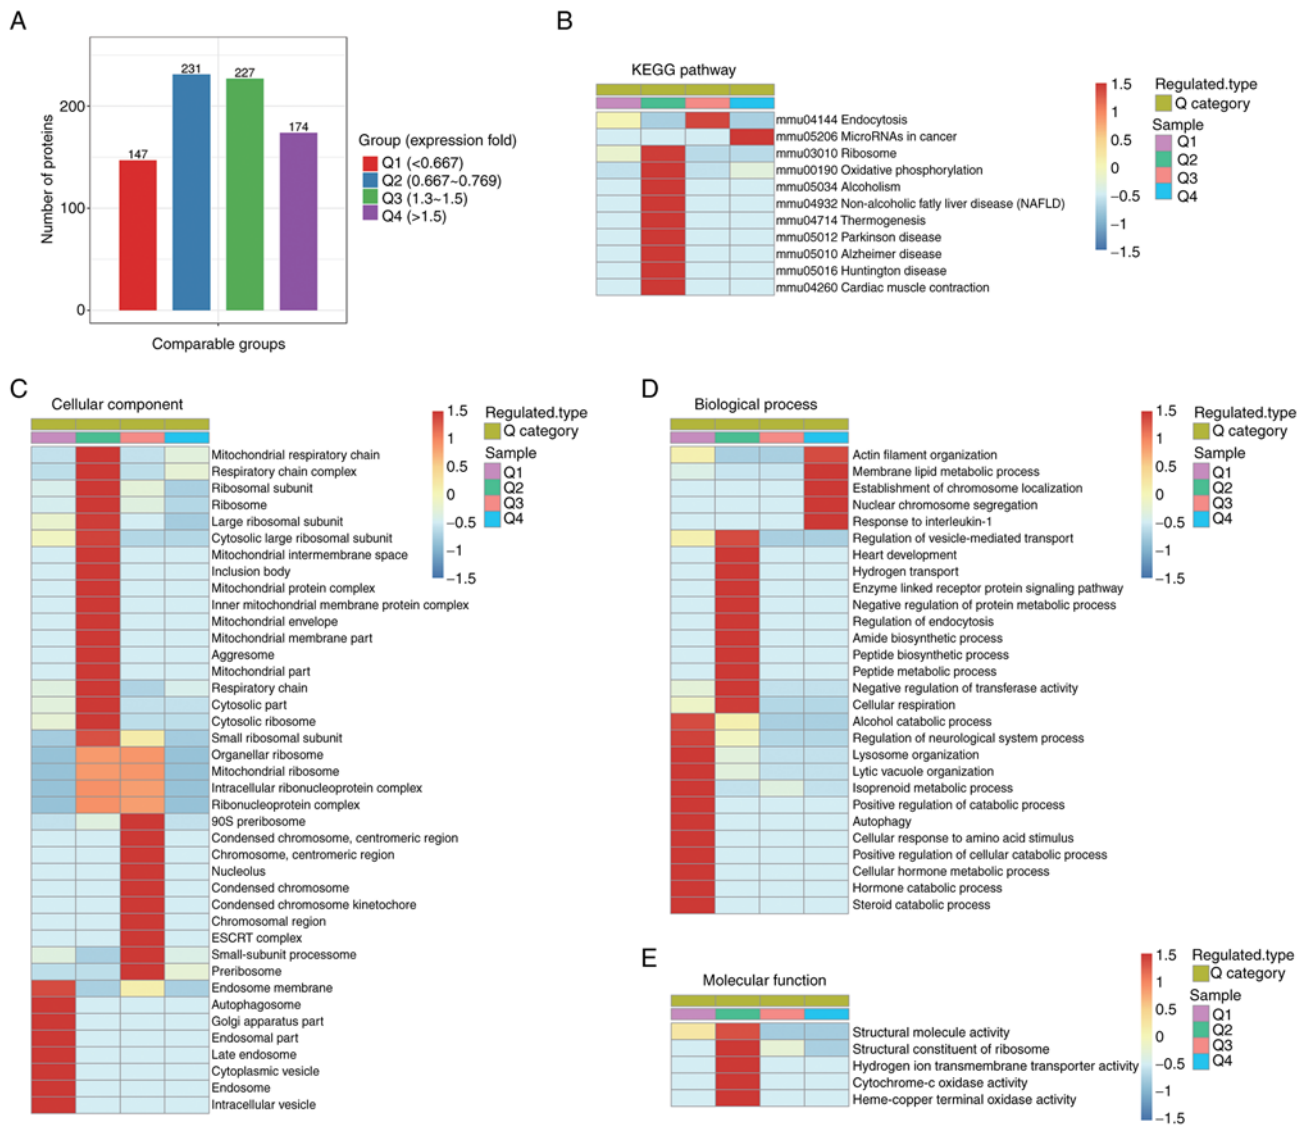 A
231
227
174
147
200
100
0
Number of proteins
Comparable groups
Group (expression fold)
Q1 (<0.667)
Q2 (0.667~0.769)
Q3 (1.3~1.5)
Q4 (>1.5)
B
KEGG pathway
mmu04144 Endocytosis
mmu05206 MicroRNAs in cancer
mmu03010 Ribosome
mmu00190 Oxidative phosphorylation
mmu05034 Alcoholism
mmu04932 Non-alcoholic fatly liver disease (NAFLD)
mmu04714 Thermogenesis
mmu05012 Parkinson disease
mmu05010 Alzheimer disease
mmu05016 Huntington disease
mmu04260 Cardiac muscle contraction
1.5
1
0.5
0
−0.5
−1
−1.5
Regulated.type
Q category
Sample
Q1
Q2
Q3
Q4
C
Cellular component
Mitochondrial respiratory chain
Respiratory chain complex
Ribosomal subunit
Ribosome
Large ribosomal subunit
Cytosolic large ribosomal subunit
Mitochondrial intermembrane space
Inclusion body
Mitochondrial protein complex
Inner mitochondrial membrane protein complex
Mitochondrial envelope
Mitochondrial membrane part
Aggresome
Mitochondrial part
Respiratory chain
Cytosolic part
Cytosolic ribosome
Small ribosomal subunit
Organellar ribosome
Mitochondrial ribosome
Intracellular ribonucleoprotein complex
Ribonucleoprotein complex
90S preribosome
Condensed chromosome, centromeric region
Chromosome, centromeric region
Nucleolus
Condensed chromosome
Condensed chromosome kinetochore
Chromosomal region
ESCRT complex
Small-subunit processome
Preribosome
Endosome membrane
Autophagosome
Golgi apparatus part
Endosomal part
Late endosome
Cytoplasmic vesicle
Endosome
Intracellular vesicle
1.5
1
0.5
0
−0.5
−1
−1.5
Regulated.type
Q category
Sample
Q1
Q2
Q3
Q4
D
Biological process
Actin filament organization
Membrane lipid metabolic process
Establishment of chromosome localization
Nuclear chromosome segregation
Response to interleukin-1
Regulation of vesicle-mediated transport
Heart development
Hydrogen transport
Enzyme linked receptor protein signaling pathway
Negative regulation of protein metabolic process
Regulation of endocytosis
Amide biosynthetic process
Peptide biosynthetic process
Peptide metabolic process
Negative regulation of transferase activity
Cellular respiration
Alcohol catabolic process
Regulation of neurological system process
Lysosome organization
Lytic vacuole organization
Isoprenoid metabolic process
Positive regulation of catabolic process
Autophagy
Cellular response to amino acid stimulus
Positive regulation of cellular catabolic process
Cellular hormone metabolic process
Hormone catabolic process
Steroid catabolic process
1.5
1
0.5
0
−0.5
−1
−1.5
Regulated.type
Q category
Sample
Q1
Q2
Q3
Q4
E
Molecular function
Structural molecule activity
Structural constituent of ribosome
Hydrogen ion transmembrane transporter activity
Cytochrome-c oxidase activity
Heme-copper terminal oxidase activity
1.5
1
0.5
0
−0.5
−1
−1.5
Regulated.type
Q category
Sample
Q1
Q2
Q3
Q4